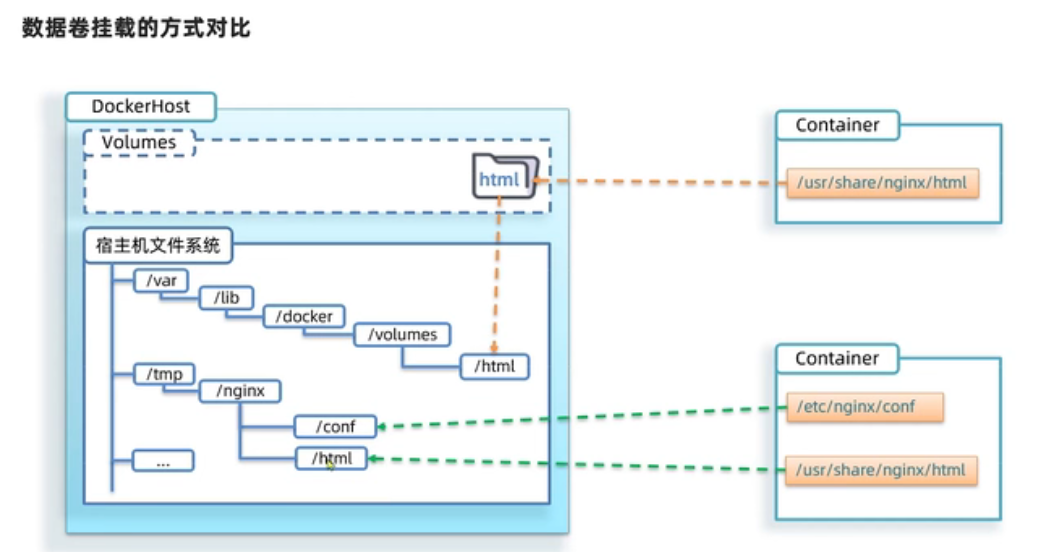 数据卷挂载的方式对比
DockerHost
Volumes
html
Container
/usr/share/nginx/html
宿主机文件系统
/var
/lib
/docker
/volumes
/html
/tmp
/nginx
/conf
/html
...
Container
/etc/nginx/conf
/usr/share/nginx/html